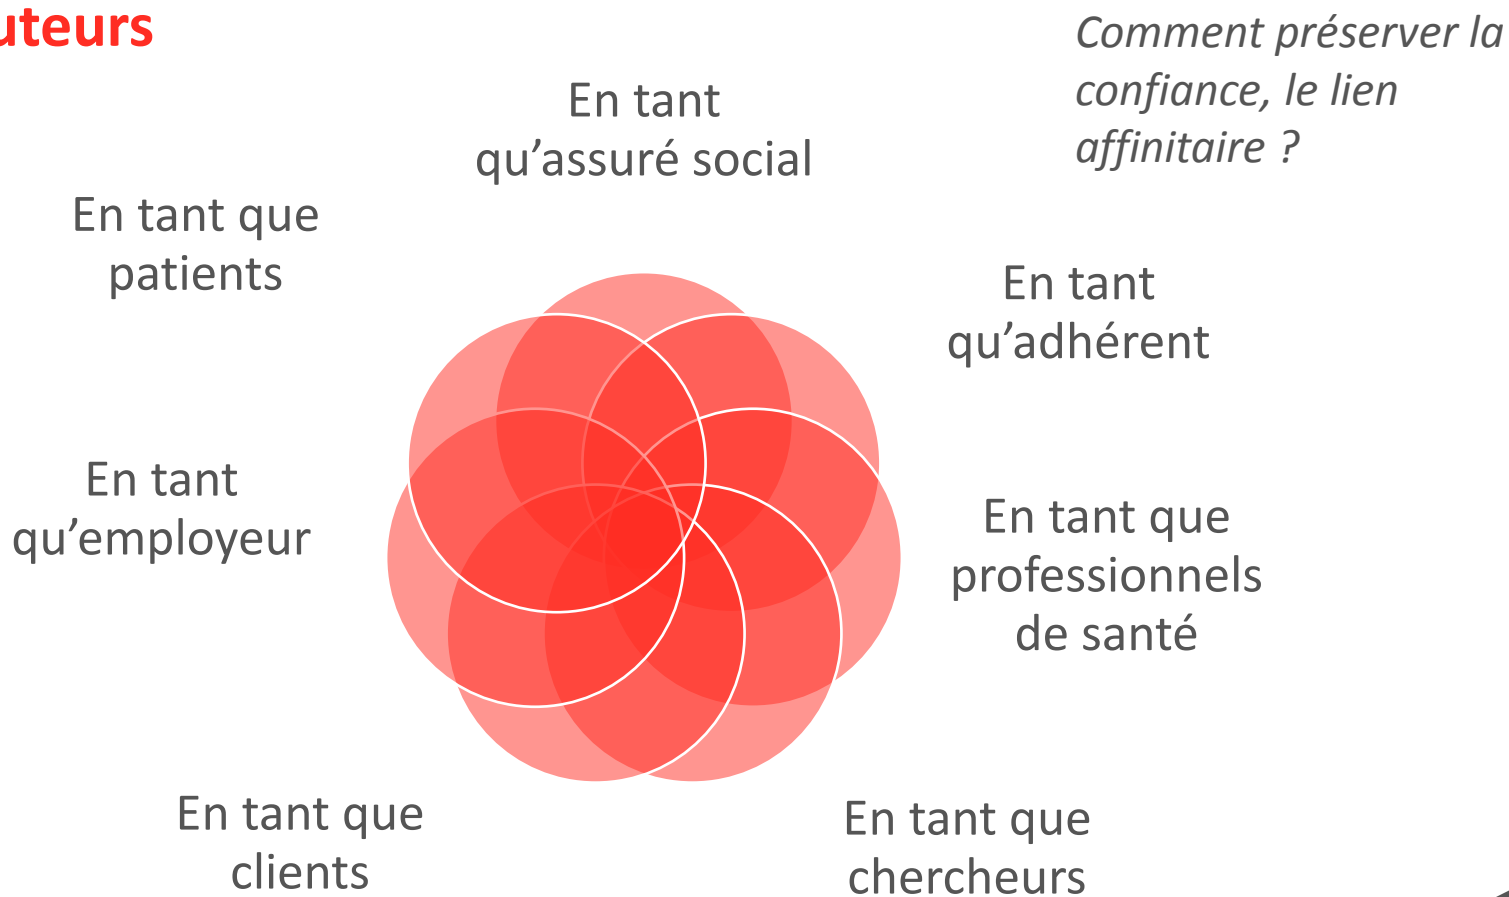 uteurs
Comment préserver la
confiance, le lien
affinitaire ?
En tant
qu’assuré social
En tant que
patients
En tant
qu’adhérent
En tant
qu’employeur
En tant que
professionnels
de santé
En tant que
clients
En tant que
chercheurs